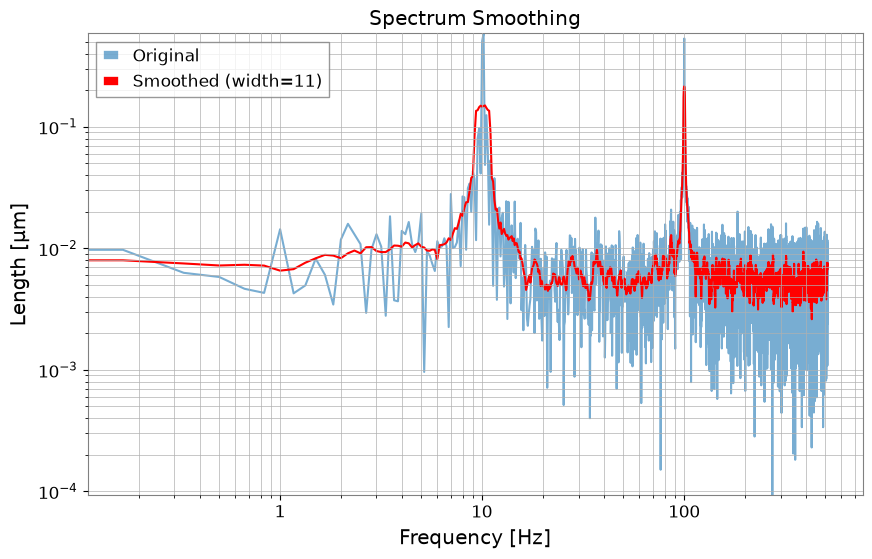 Spectrum Smoothing
Original
Smoothed (width=11)
Length [μm]
10⁻¹
10⁻²
10⁻³
10⁻⁴
1
10
100
Frequency [Hz]